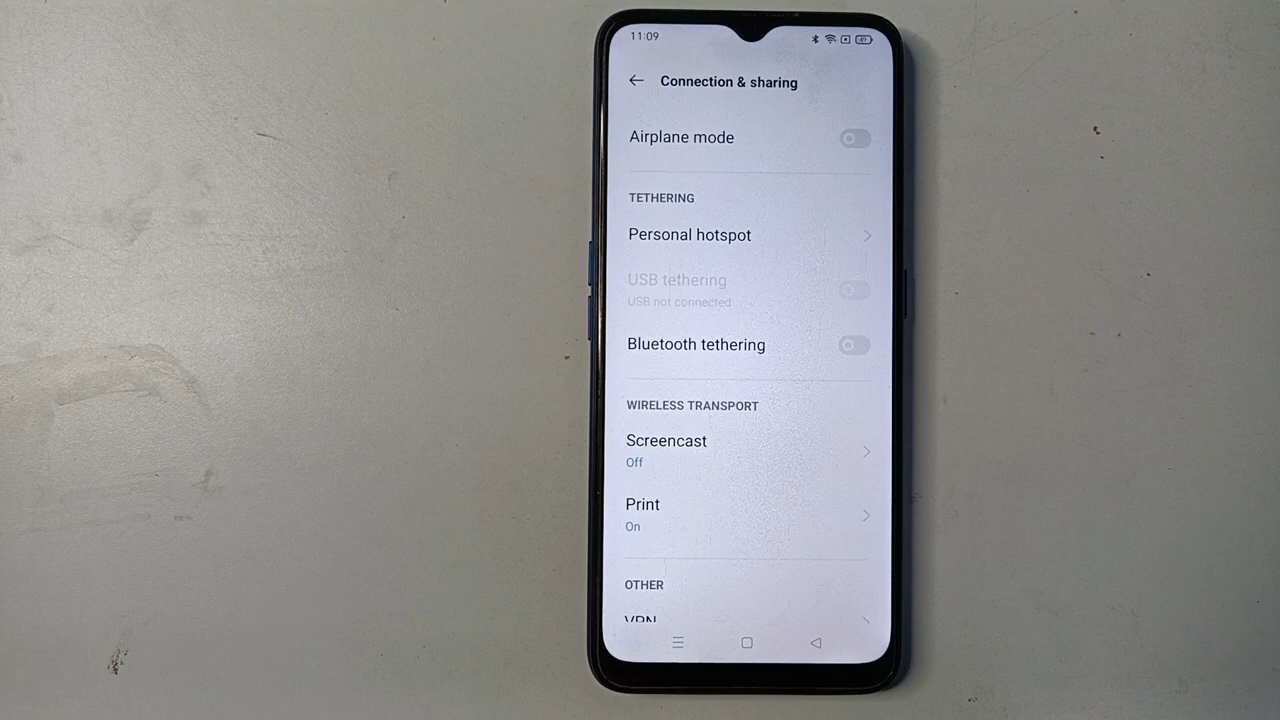 11:09
Connection & sharing
Airplane mode
TETHERING
Personal hotspot
USB tethering
USB not connected
Bluetooth tethering
WIRELESS TRANSPORT
Screencast
Off
Print
On
OTHER
VPN